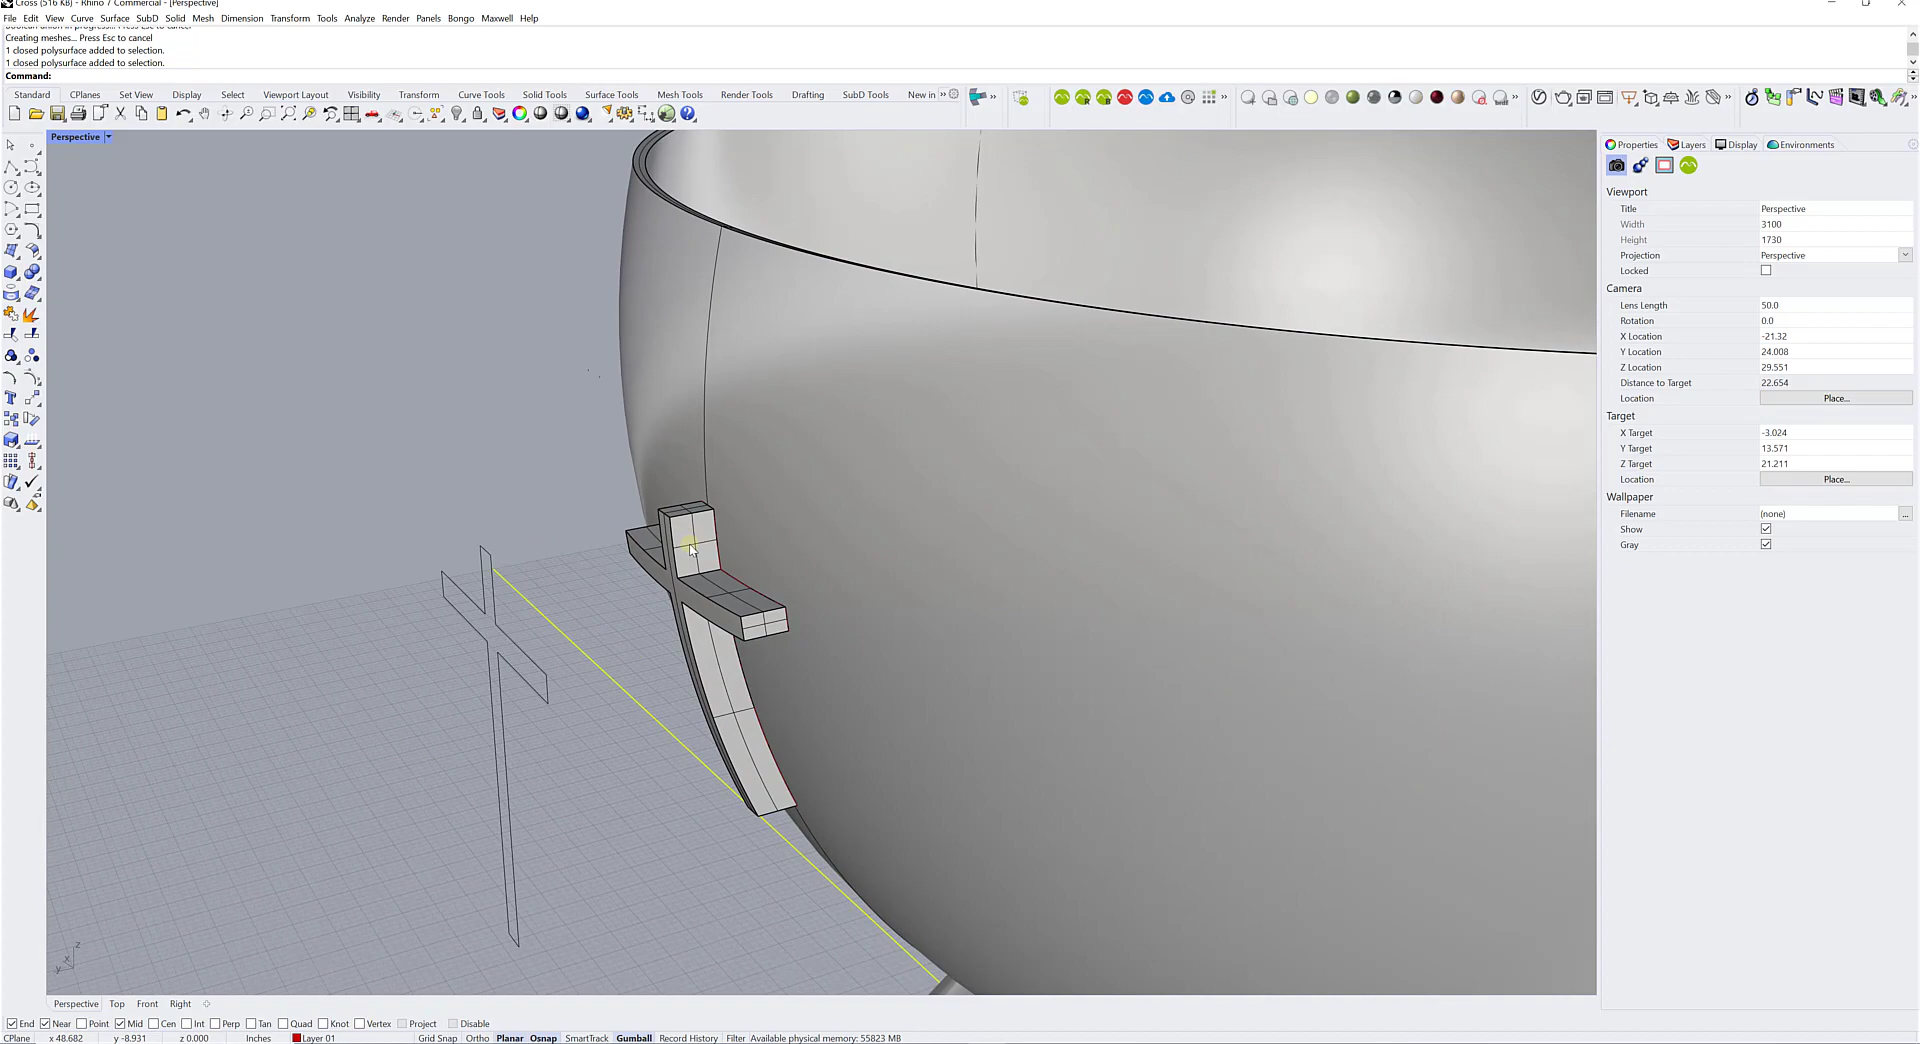 Cross (516 KB) - Rhino 7 Commercial - [Perspective]
File Edit View Curve Surface SubD Solid Mesh Dimension Transform Tools Analyze Render Panels Bongo Maxwell Help
Boolean union in progress... Press Esc to cancel
Creating meshes... Press Esc to cancel
1 closed polysurface added to selection.
1 closed polysurface added to selection.
Command:
Standard CPlanes Set View Display Select Viewport Layout Visibility Transform Curve Tools Solid Tools Surface Tools Mesh Tools Render Tools Drafting SubD Tools New in
Perspective
Properties Layers Display Environments
Viewport
Title Perspective
Width 3100
Height 1730
Projection Perspective
Locked
Camera
Lens Length 50.0
Rotation 0.0
X Location -21.32
Y Location 24.008
Z Location 29.551
Distance to Target 22.654
Location Place...
Target
X Target -3.024
Y Target 13.571
Z Target 21.211
Location Place...
Wallpaper
Filename (none) ...
Show
Gray
z
x
y
Perspective Top Front Right
End Near Point Mid Cen Int Perp Tan Quad Knot Vertex Project Disable
CPlane x 48.682 y -8.931 z 0.000 Inches Layer 01 Grid Snap Ortho Planar Osnap SmartTrack Gumball Record History Filter Available physical memory: 55823 MB